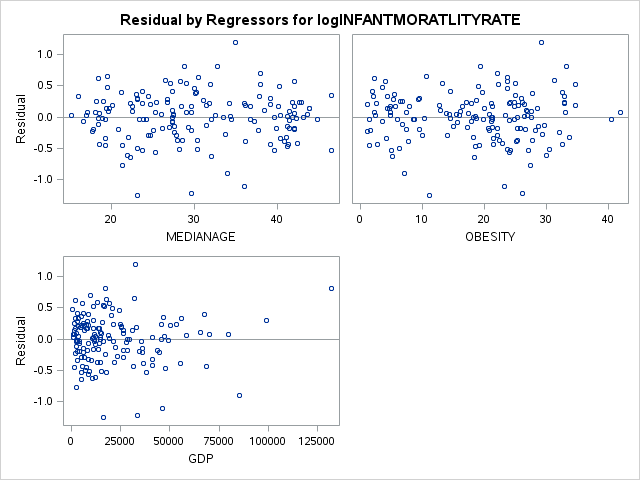 Residual by Regressors for logINFANTMORATLITYRATE
1.0
0.5
0.0
-0.5
-1.0
Residual
20 30 40
MEDIANAGE
0 10 20 30 40
OBESITY
1.0
0.5
0.0
-0.5
-1.0
Residual
0 25000 50000 75000 100000 125000
GDP